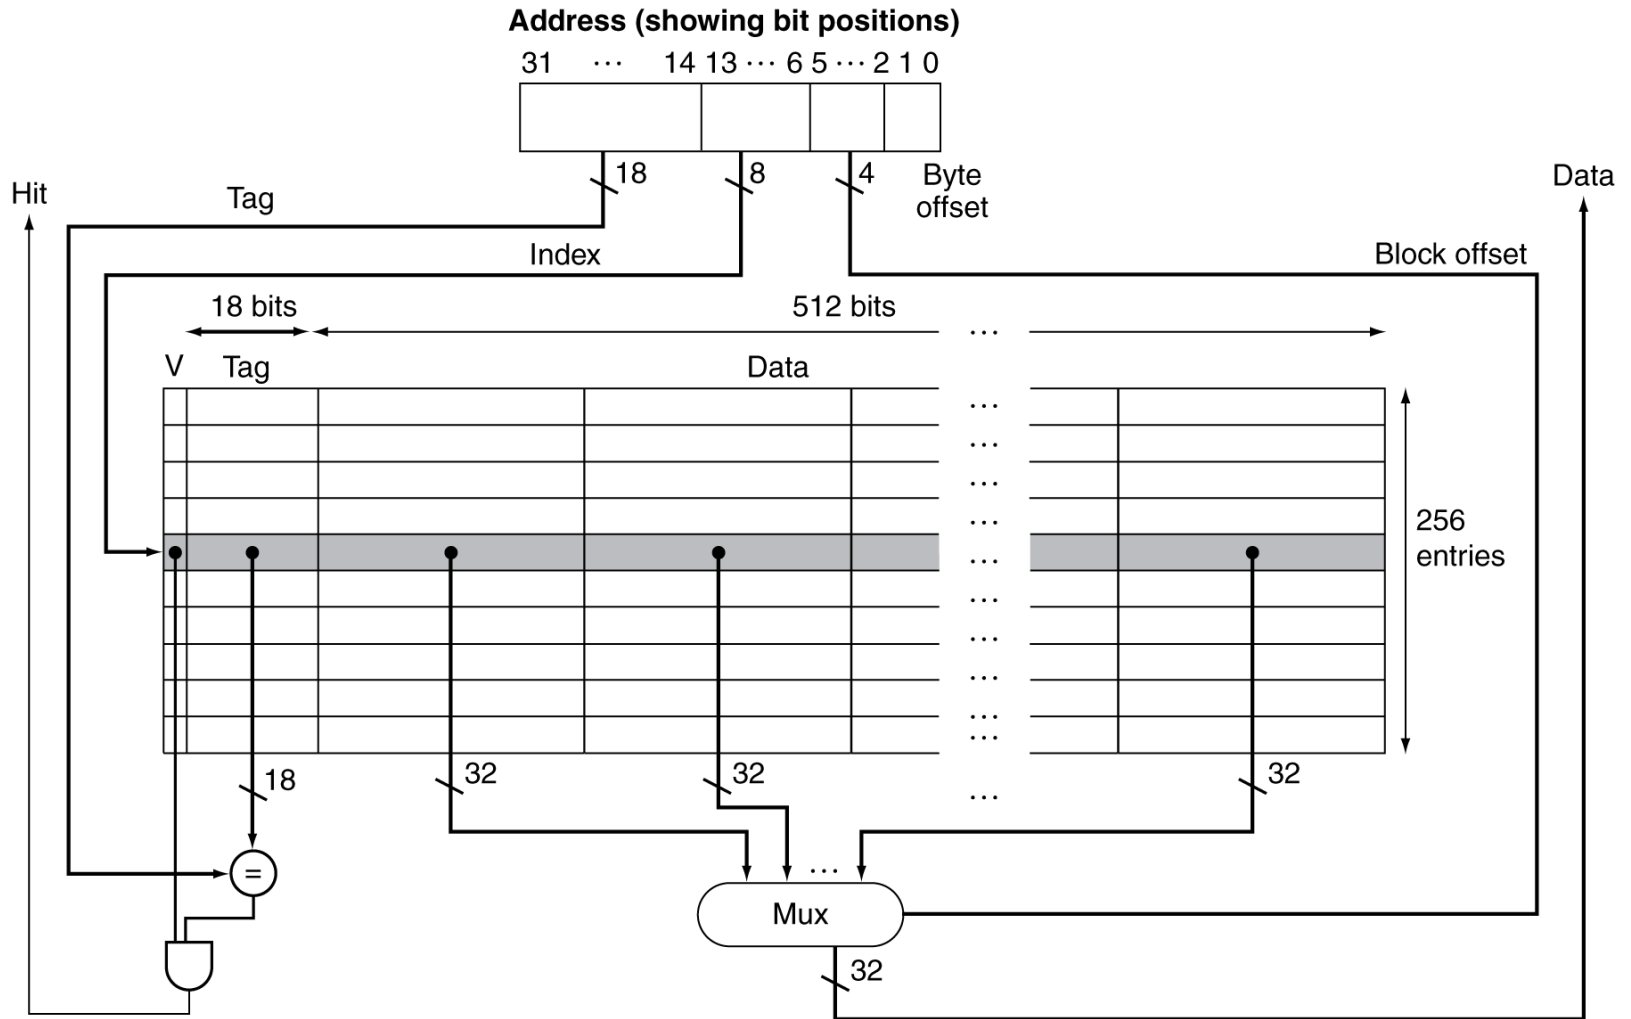 Address (showing bit positions)
31 ... 14 13 ... 6 5 ... 2 1 0
18 8 4 Byte
offset
Hit
Tag
Data
Index
Block offset
18 bits
512 bits
...
V
Tag
Data
...
...
...
...
...
...
...
...
...
...
256
entries
18
32
32
...
32
=
...
Mux
32